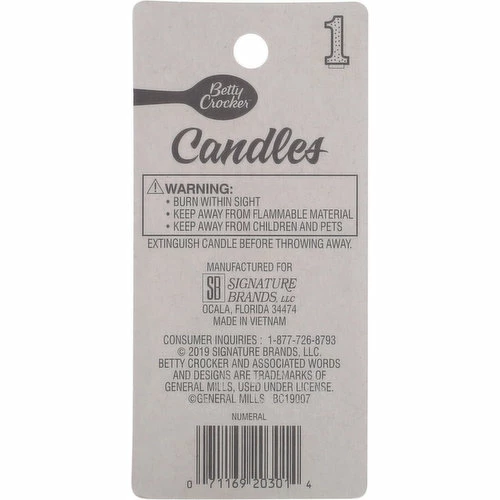 1
Betty
Crocker
Candles
WARNING:
• BURN WITHIN SIGHT
• KEEP AWAY FROM FLAMMABLE MATERIAL
• KEEP AWAY FROM CHILDREN AND PETS
EXTINGUISH CANDLE BEFORE THROWING AWAY.
MANUFACTURED FOR
SB SIGNATURE
BRANDS, LLC
OCALA, FLORIDA 34474
MADE IN VIETNAM
CONSUMER INQUIRIES : 1-877-726-8793
© 2019 SIGNATURE BRANDS, LLC.
BETTY CROCKER AND ASSOCIATED WORDS
AND DESIGNS ARE TRADEMARKS OF
GENERAL MILLS, USED UNDER LICENSE.
©GENERAL MILLS BC19007
NUMERAL
0 71169 20301 4